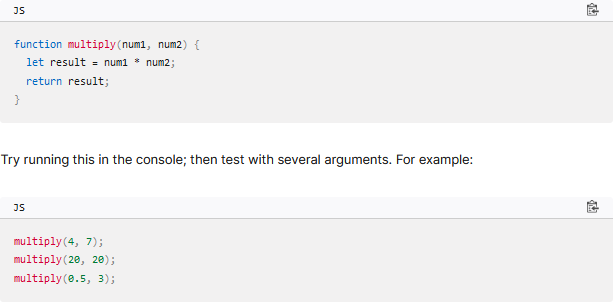 JS
function multiply(num1, num2) {
  let result = num1 * num2;
  return result;
}
Try running this in the console; then test with several arguments. For example:
JS
multiply(4, 7);
multiply(20, 20);
multiply(0.5, 3);